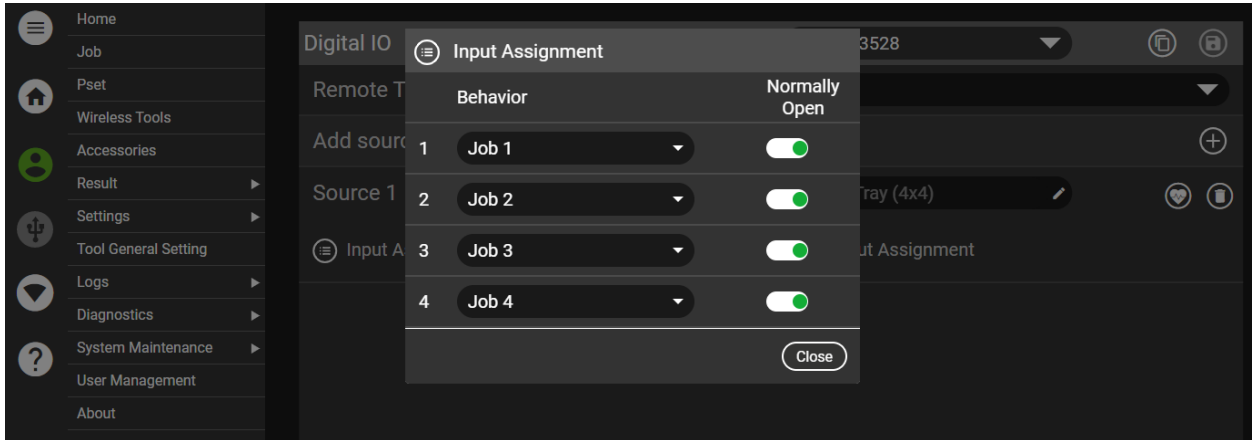 Home
Job
Pset
Wireless Tools
Accessories
Result
Settings
Tool General Setting
Logs
Diagnostics
System Maintenance
User Management
About
Digital IO
3528
Remote T
Add sourc
Source 1
Tray (4x4)
Input A
ut Assignment
Input Assignment
Behavior
Normally
Open
1 Job 1
2 Job 2
3 Job 3
4 Job 4
Close